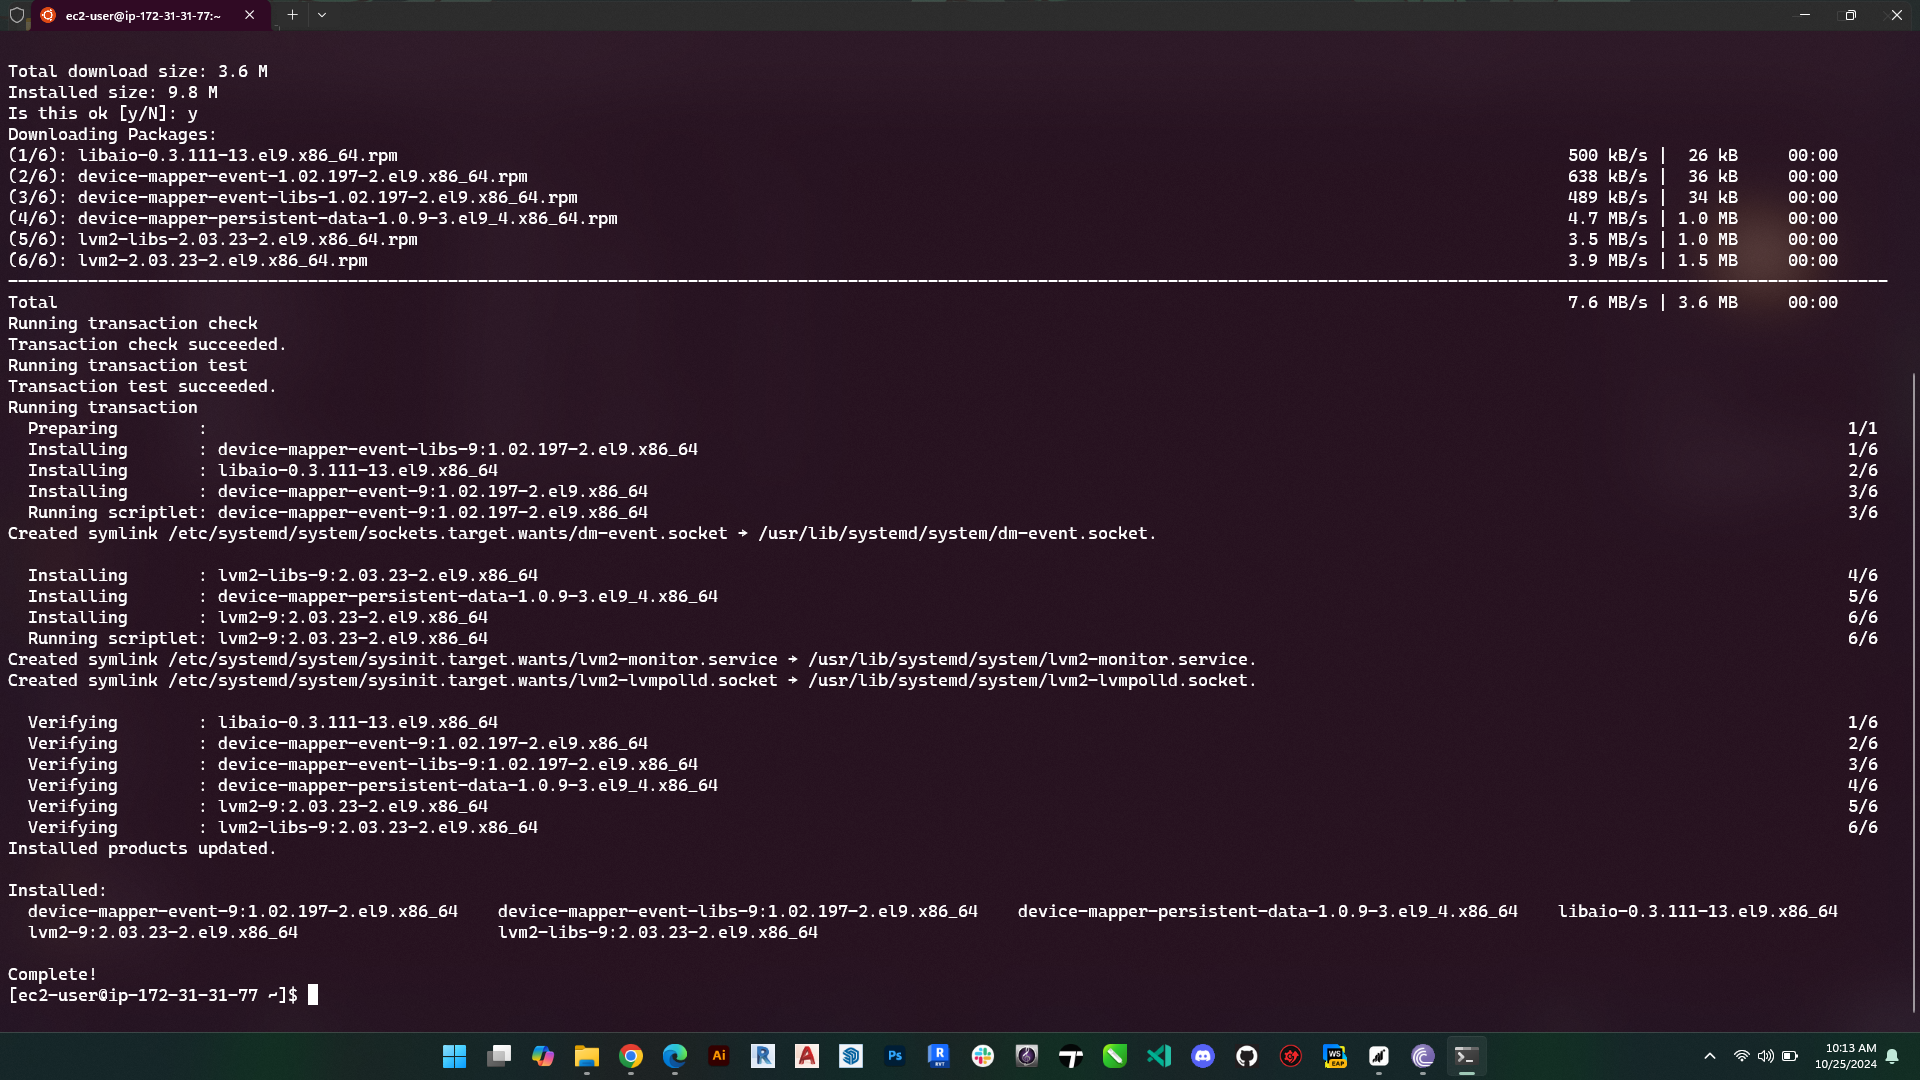 ec2-user@ip-172-31-31-77:~
Total download size: 3.6 M
Installed size: 9.8 M
Is this ok [y/N]: y
Downloading Packages:
(1/6): libaio-0.3.111-13.el9.x86_64.rpm 500 kB/s | 26 kB 00:00
(2/6): device-mapper-event-1.02.197-2.el9.x86_64.rpm 638 kB/s | 36 kB 00:00
(3/6): device-mapper-event-libs-1.02.197-2.el9.x86_64.rpm 489 kB/s | 34 kB 00:00
(4/6): device-mapper-persistent-data-1.0.9-3.el9_4.x86_64.rpm 4.7 MB/s | 1.0 MB 00:00
(5/6): lvm2-libs-2.03.23-2.el9.x86_64.rpm 3.5 MB/s | 1.0 MB 00:00
(6/6): lvm2-2.03.23-2.el9.x86_64.rpm 3.9 MB/s | 1.5 MB 00:00
Total 7.6 MB/s | 3.6 MB 00:00
Running transaction check
Transaction check succeeded.
Running transaction test
Transaction test succeeded.
Running transaction
Preparing : 1/1
Installing : device-mapper-event-libs-9:1.02.197-2.el9.x86_64 1/6
Installing : libaio-0.3.111-13.el9.x86_64 2/6
Installing : device-mapper-event-9:1.02.197-2.el9.x86_64 3/6
Running scriptlet: device-mapper-event-9:1.02.197-2.el9.x86_64 3/6
Created symlink /etc/systemd/system/sockets.target.wants/dm-event.socket → /usr/lib/systemd/system/dm-event.socket.
Installing : lvm2-libs-9:2.03.23-2.el9.x86_64 4/6
Installing : device-mapper-persistent-data-1.0.9-3.el9_4.x86_64 5/6
Installing : lvm2-9:2.03.23-2.el9.x86_64 6/6
Running scriptlet: lvm2-9:2.03.23-2.el9.x86_64 6/6
Created symlink /etc/systemd/system/sysinit.target.wants/lvm2-monitor.service → /usr/lib/systemd/system/lvm2-monitor.service.
Created symlink /etc/systemd/system/sysinit.target.wants/lvm2-lvmpolld.socket → /usr/lib/systemd/system/lvm2-lvmpolld.socket.
Verifying : libaio-0.3.111-13.el9.x86_64 1/6
Verifying : device-mapper-event-9:1.02.197-2.el9.x86_64 2/6
Verifying : device-mapper-event-libs-9:1.02.197-2.el9.x86_64 3/6
Verifying : device-mapper-persistent-data-1.0.9-3.el9_4.x86_64 4/6
Verifying : lvm2-9:2.03.23-2.el9.x86_64 5/6
Verifying : lvm2-libs-9:2.03.23-2.el9.x86_64 6/6
Installed products updated.
Installed:
device-mapper-event-9:1.02.197-2.el9.x86_64 device-mapper-event-libs-9:1.02.197-2.el9.x86_64 device-mapper-persistent-data-1.0.9-3.el9_4.x86_64 libaio-0.3.111-13.el9.x86_64
lvm2-9:2.03.23-2.el9.x86_64 lvm2-libs-9:2.03.23-2.el9.x86_64
Complete!
[ec2-user@ip-172-31-31-77 ~]$
Ai R A Ps R RVT WS EAP
10:13 AM
10/25/2024